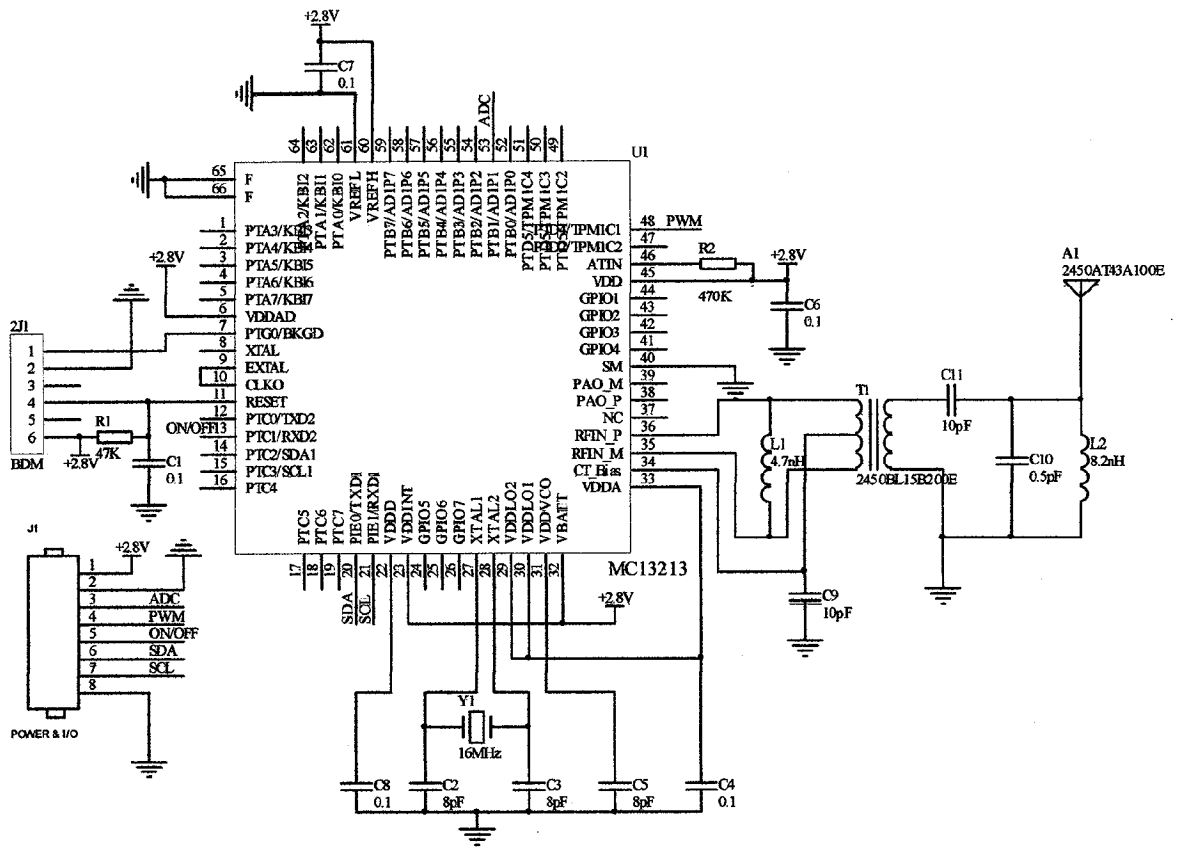 +2.8V
C7
0.1
ADC
64
63
62
61
60
59
58
57
56
55
54
53
52
51
50
49
U1
PTA2/KBI2
PTA1/KBI1
PTA0/KBI0
VREFL
VREFH
PTB7/AD1P7
PTB6/AD1P6
PTB5/AD1P5
PTB4/AD1P4
PTB3/AD1P3
PTB2/AD1P2
PTB1/AD1P1
PTB0/AD1P0
PTD5/TPM1C4
65
F
66
F
1
PTA3/KBI3
2
PTA4/KBI4
3
PTA5/KBI5
4
PTA6/KBI6
5
PTA7/KBI7
6
VDDAD
7
PTG0/BKGD
8
XTAL
9
EXTAL
10
CLKO
11
RESET
12
PTC0/TXD2
ON/OFF
13
PTC1/RXD2
14
PTC2/SDA1
15
PTC3/SCL1
16
PTC4
+2.8V
2J1
1
2
3
4
5
6
BDM
R1
47K
+2.8V
C1
0.1
48
PWM
47
46
ATIN
45
VDD
44
GPIO1
43
GPIO2
42
GPIO3
41
GPIO4
40
SM
39
PAO_M
38
PAO_P
37
NC
36
RFIN_P
35
RFIN_M
34
CT_Bias
33
VDDA
R2
470K
+2.8V
C6
0.1
A1
2450AT43A100E
T1
2450BL15B200E
L1
4.7nH
C11
10pF
C10
0.5pF
L2
8.2nH
C9
10pF
PTC5
PTC6
PTC7
PIE0/TXD1
PIE1/RXD1
VDDD
VDDINT
GPIO5
GPIO6
GPIO7
XTAL1
XTAL2
VDDLO2
VDDLO1
VDDVCO
VBATT
MC13213
17
18
19
20
21
22
23
24
25
26
27
28
29
30
31
32
SDA
SCL
+2.8V
J1
+2.8V
1
2
3
ADC
4
PWM
5
ON/OFF
6
SDA
7
SCL
8
POWER & I/O
Y1
16MHz
C8
0.1
C2
8pF
C3
8pF
C5
8pF
C4
0.1